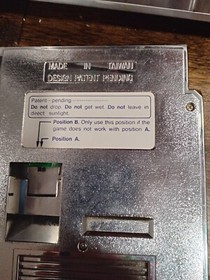 MADE IN TAIWAN
DESIGN PATENT PENDING
Patent - pending
Do not drop. Do not get wet. Do not leave in
direct sunlight.
Position B. Only use this position if the
game does not work with position A.
Position A.